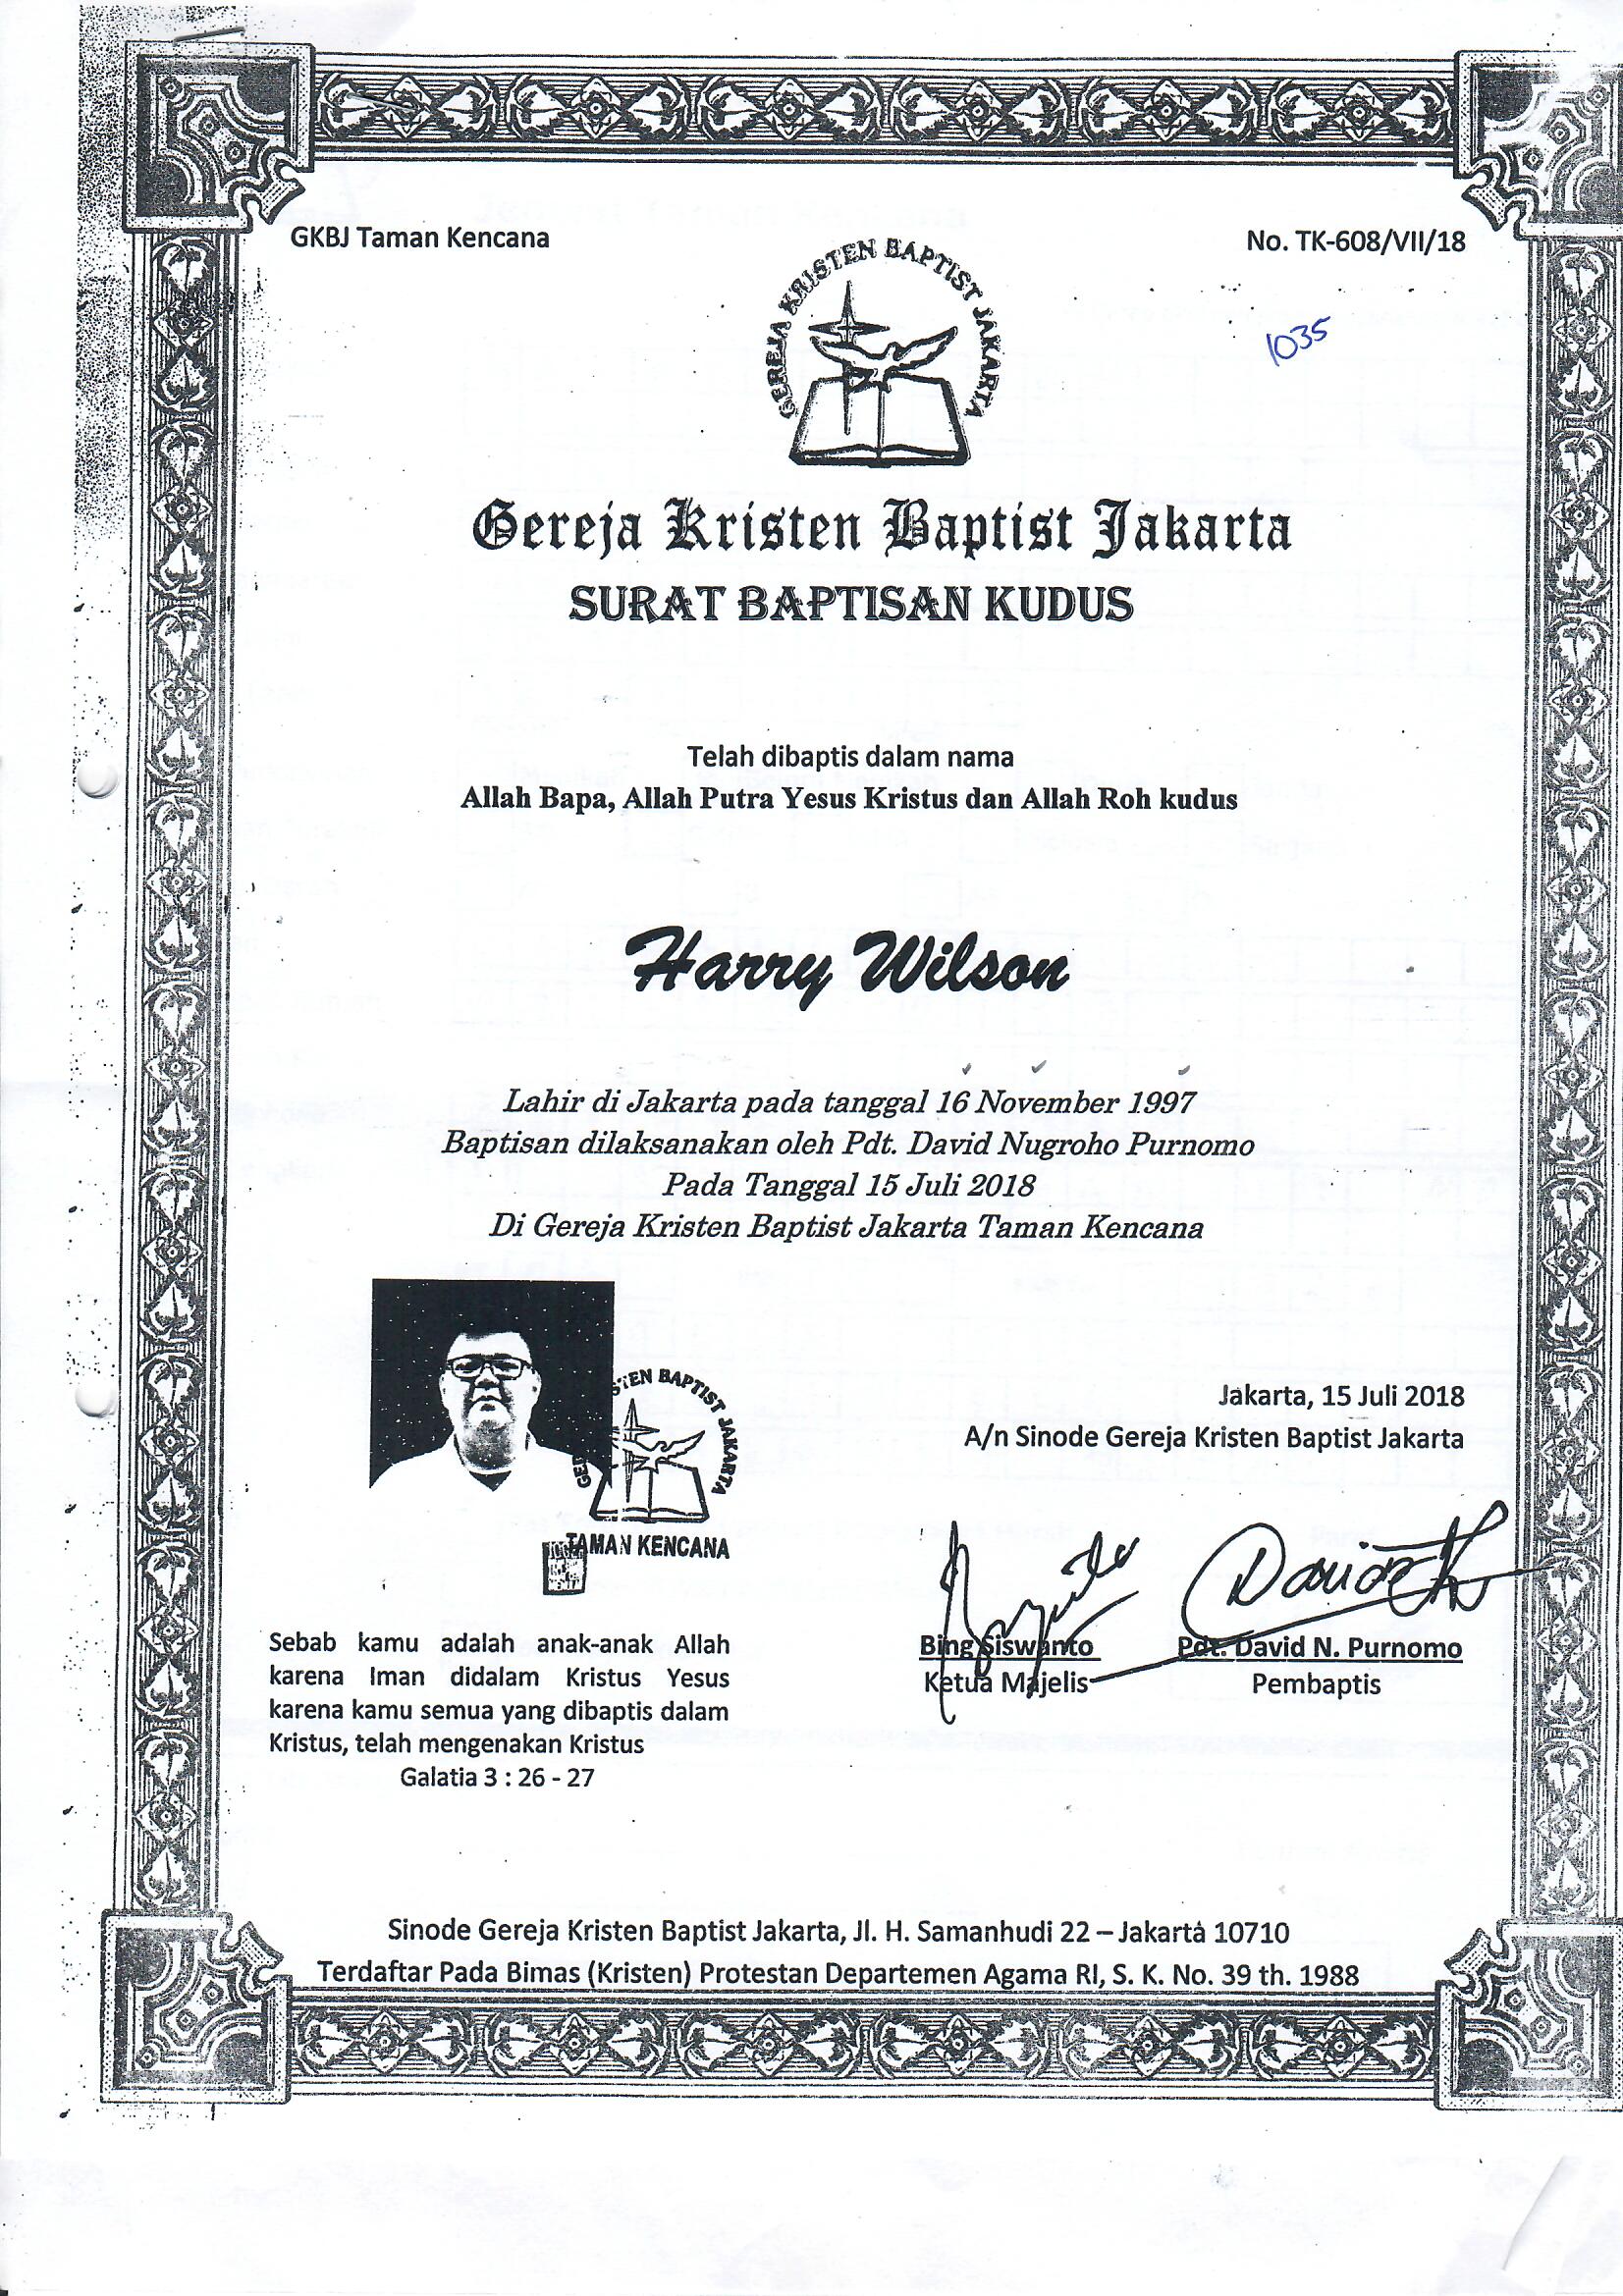 GKBJ Taman Kencana
No. TK-608/VII/18
1035
GEREJA KRISTEN BAPTIST JAKARTA
Gereja Kristen Baptist Jakarta
SURAT BAPTISAN KUDUS
Telah dibaptis dalam nama
Allah Bapa, Allah Putra Yesus Kristus dan Allah Roh kudus
Harry Wilson
Lahir di Jakarta pada tanggal 16 November 1997
Baptisan dilaksanakan oleh Pdt. David Nugroho Purnomo
Pada Tanggal 15 Juli 2018
Di Gereja Kristen Baptist Jakarta Taman Kencana
BAPTIST JAKARTA
TAMAN KENCANA
Jakarta, 15 Juli 2018
A/n Sinode Gereja Kristen Baptist Jakarta
Bing Siswanto
Ketua Majelis
Pdt. David N. Purnomo
Pembaptis
Sebab kamu adalah anak-anak Allah
karena Iman didalam Kristus Yesus
karena kamu semua yang dibaptis dalam
Kristus, telah mengenakan Kristus
Galatia 3 : 26 - 27
Sinode Gereja Kristen Baptist Jakarta, Jl. H. Samanhudi 22 – Jakarta 10710
Terdaftar Pada Bimas (Kristen) Protestan Departemen Agama RI, S. K. No. 39 th. 1988